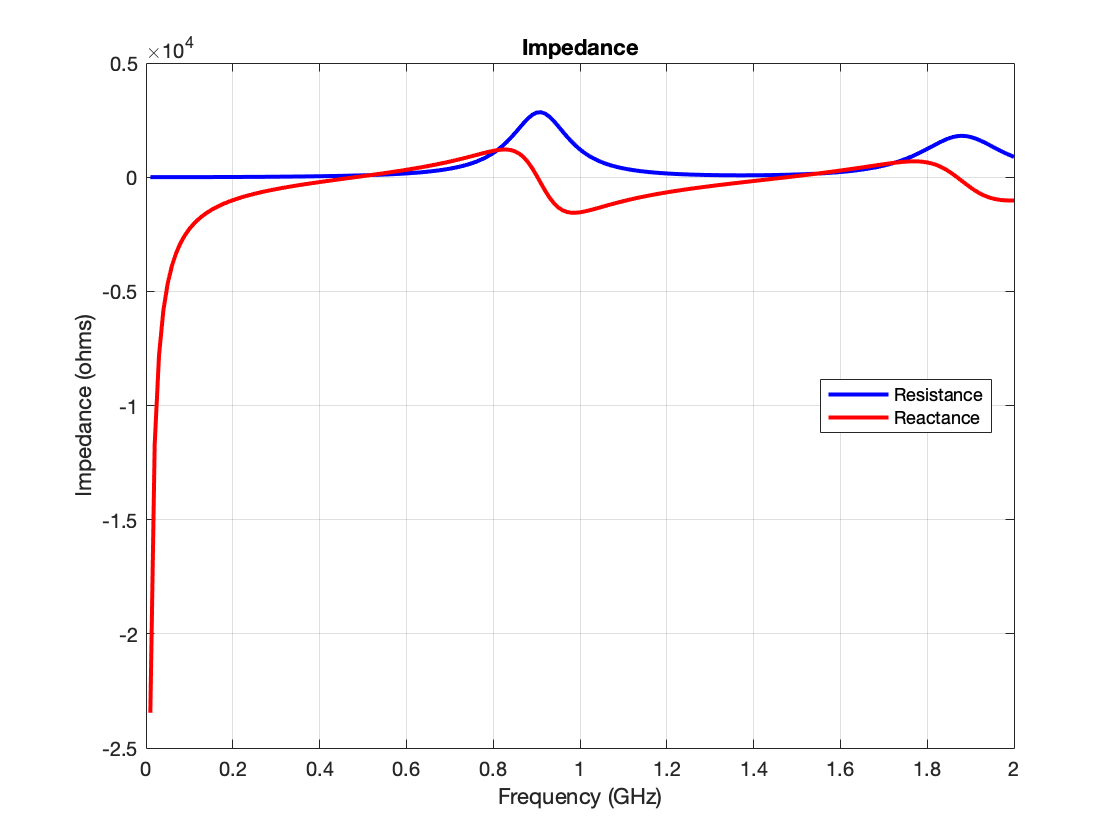 Impedance
×10⁴
0.5
0
-0.5
-1
-1.5
-2
-2.5
Impedance (ohms)
Resistance
Reactance
0 0.2 0.4 0.6 0.8 1 1.2 1.4 1.6 1.8 2
Frequency (GHz)